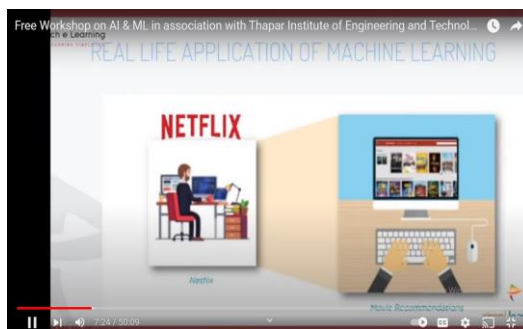 Free Workshop on AI & ML in association with Thapar Institute of Engineering and Technol...
ch e Learning
REAL LIFE APPLICATION OF MACHINE LEARNING
NETFLIX
Netflix
Movie Recommendations
7:24 / 50:09